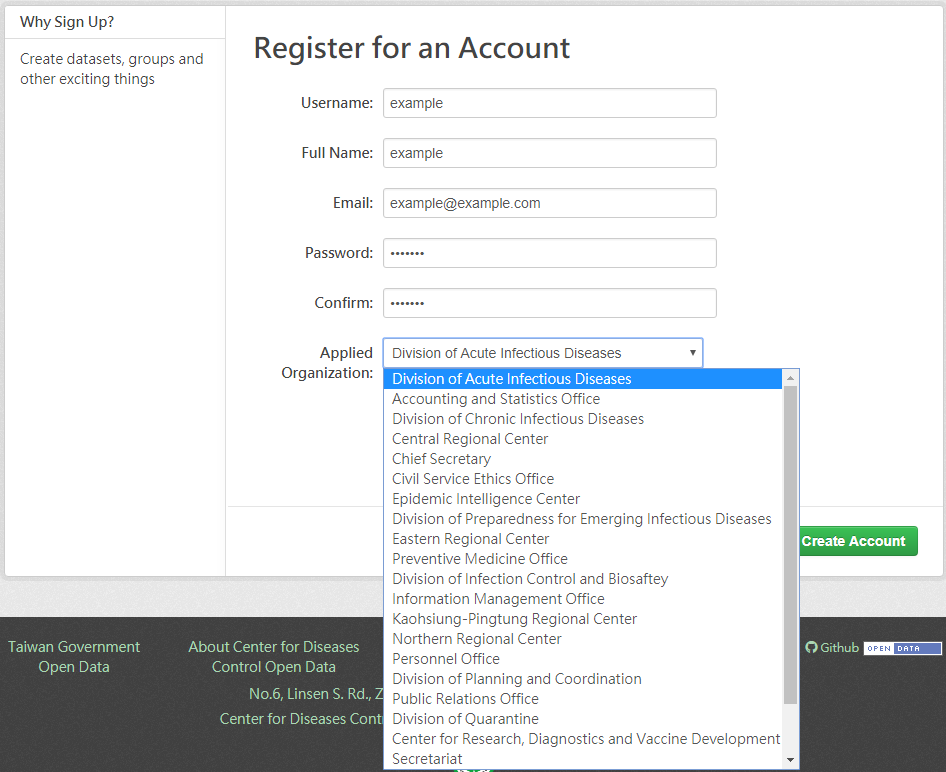 Why Sign Up?
Create datasets, groups and
other exciting things
Register for an Account
Username: example
Full Name: example
Email: example@example.com
Password: •••••••
Confirm: •••••••
Applied
Organization:
Division of Acute Infectious Diseases
Division of Acute Infectious Diseases
Accounting and Statistics Office
Division of Chronic Infectious Diseases
Central Regional Center
Chief Secretary
Civil Service Ethics Office
Epidemic Intelligence Center
Division of Preparedness for Emerging Infectious Diseases
Eastern Regional Center
Preventive Medicine Office
Division of Infection Control and Biosaftey
Information Management Office
Kaohsiung-Pingtung Regional Center
Northern Regional Center
Personnel Office
Division of Planning and Coordination
Public Relations Office
Division of Quarantine
Center for Research, Diagnostics and Vaccine Development
Secretariat
Create Account
Taiwan Government
Open Data
About Center for Diseases
Control Open Data
No.6, Linsen S. Rd.,
Center for Diseases
Github
OPEN DATA